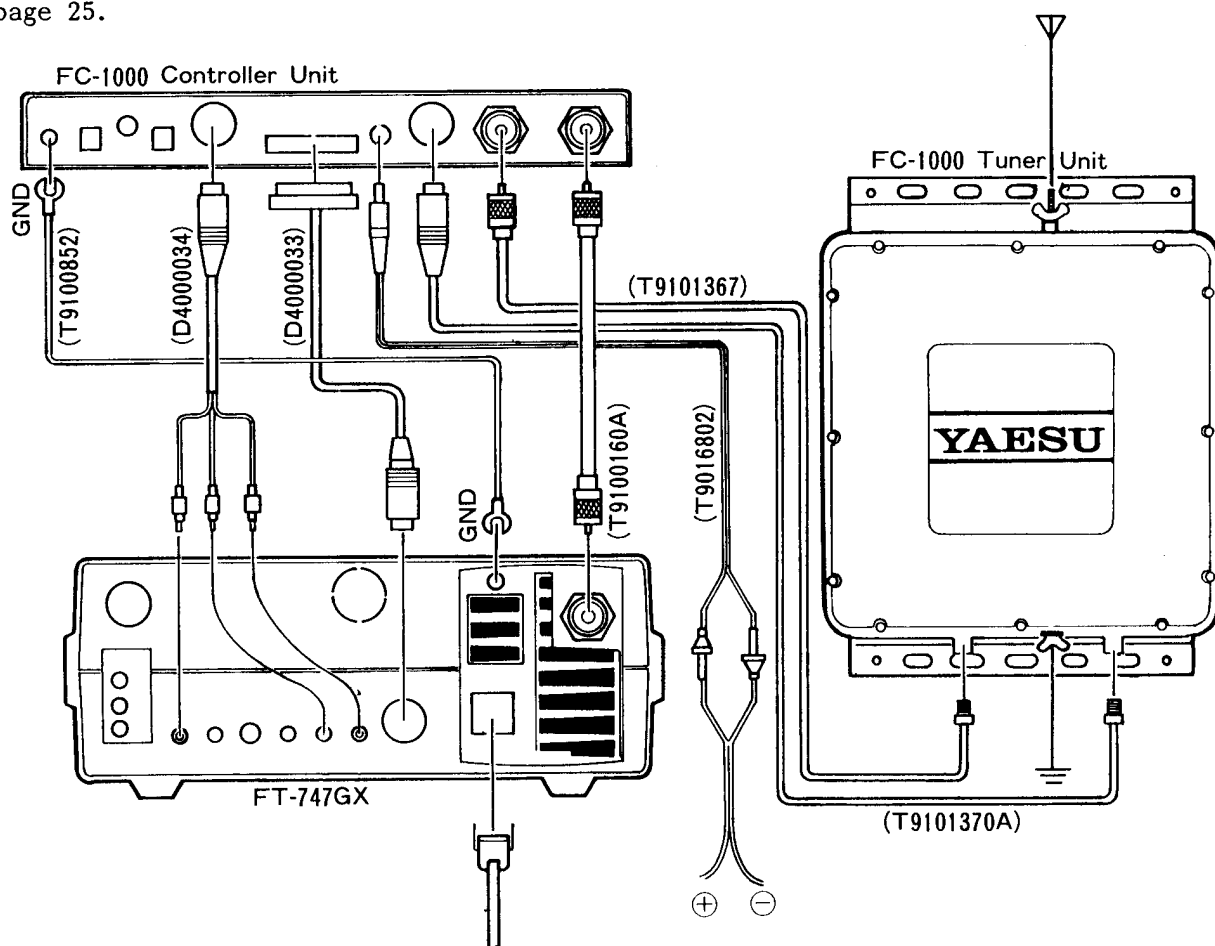 page 25.
FC-1000 Controller Unit
FC-1000 Tuner Unit
GND
(T9100852)
(D4000034)
(D4000033)
(T9101367)
(T9100160A)
(T9016802)
YAESU
GND
FT-747GX
(T9101370A)
+ −